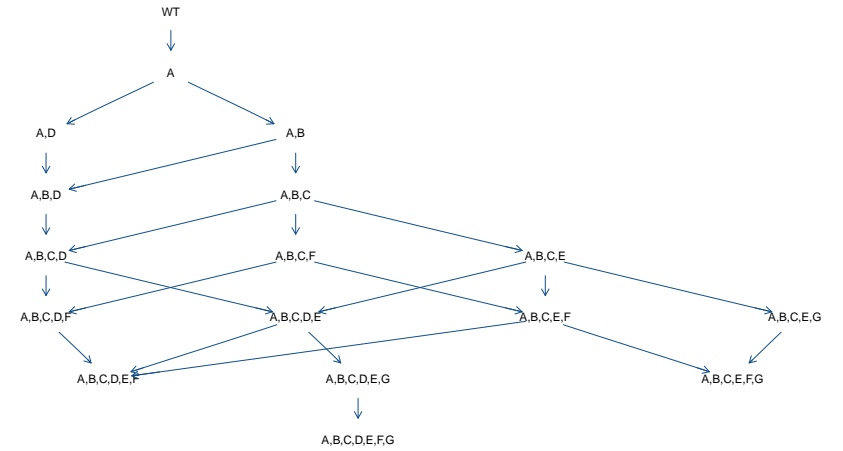 WT
A
A,D
A,B
A,B,D
A,B,C
A,B,C,D
A,B,C,F
A,B,C,E
A,B,C,D,F
A,B,C,D,E
A,B,C,E,F
A,B,C,E,G
A,B,C,D,E,F
A,B,C,D,E,G
A,B,C,E,F,G
A,B,C,D,E,F,G